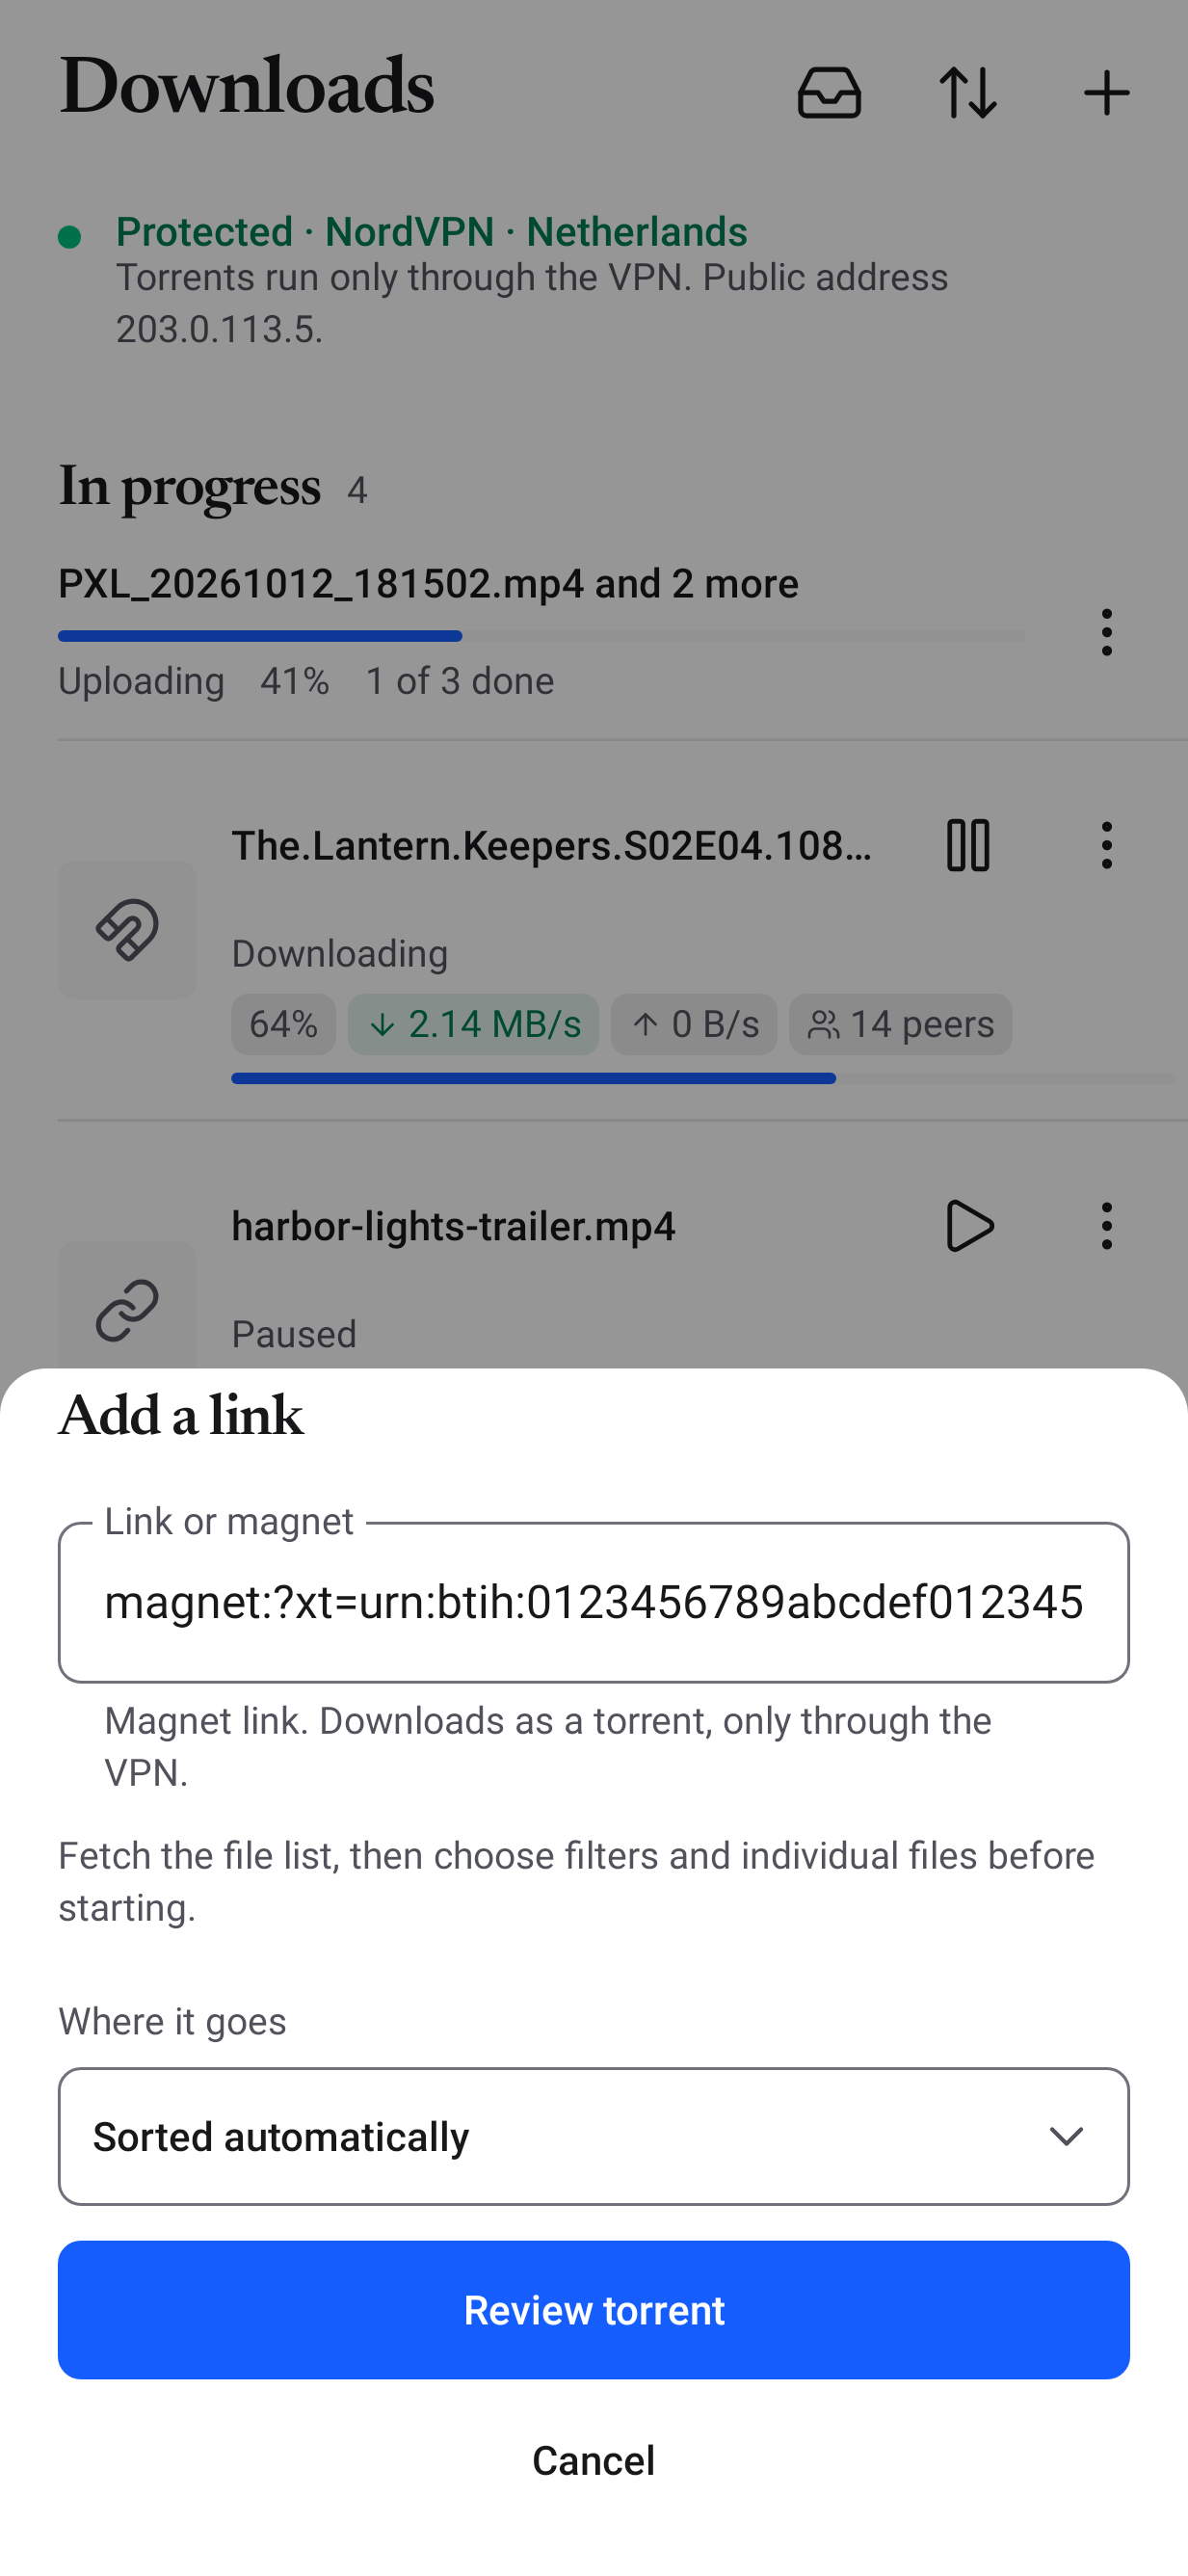 Downloads
Protected · NordVPN · Netherlands
Torrents run only through the VPN. Public address
203.0.113.5.
In progress 4
PXL_20261012_181502.mp4 and 2 more
Uploading 41% 1 of 3 done
The.Lantern.Keepers.S02E04.108…
Downloading
64% ↓ 2.14 MB/s ↑ 0 B/s 14 peers
harbor-lights-trailer.mp4
Paused
Add a link
Link or magnet
magnet:?xt=urn:btih:0123456789abcdef012345
Magnet link. Downloads as a torrent, only through the
VPN.
Fetch the file list, then choose filters and individual files before
starting.
Where it goes
Sorted automatically
Review torrent
Cancel